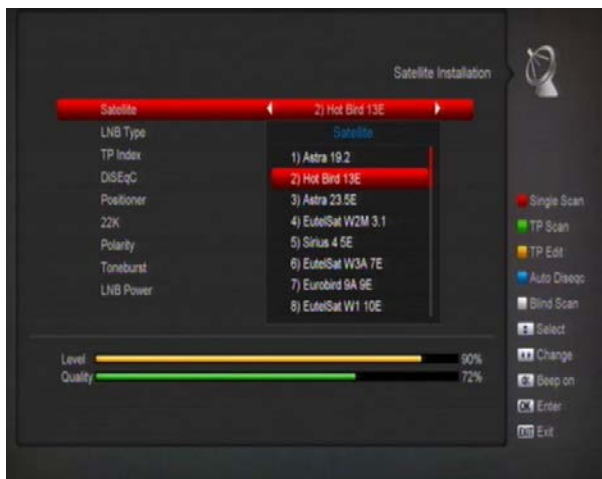 Satellite Installation
Satellite 2) Hot Bird 13E
LNB Type Satellite
TP Index 1) Astra 19.2
DiSEqC 2) Hot Bird 13E
Positioner 3) Astra 23.5E
22K 4) EutelSat W2M 3.1
Polarity 5) Sirius 4 5E
Toneburst 6) EutelSat W3A 7E
LNB Power 7) Eurobird 9A 9E
8) EutelSat W1 10E
Single Scan
TP Scan
TP Edit
Auto Diseqc
Blind Scan
Select
Change
Beep on
OK Enter
EXIT Exit
Level 90%
Quality 72%